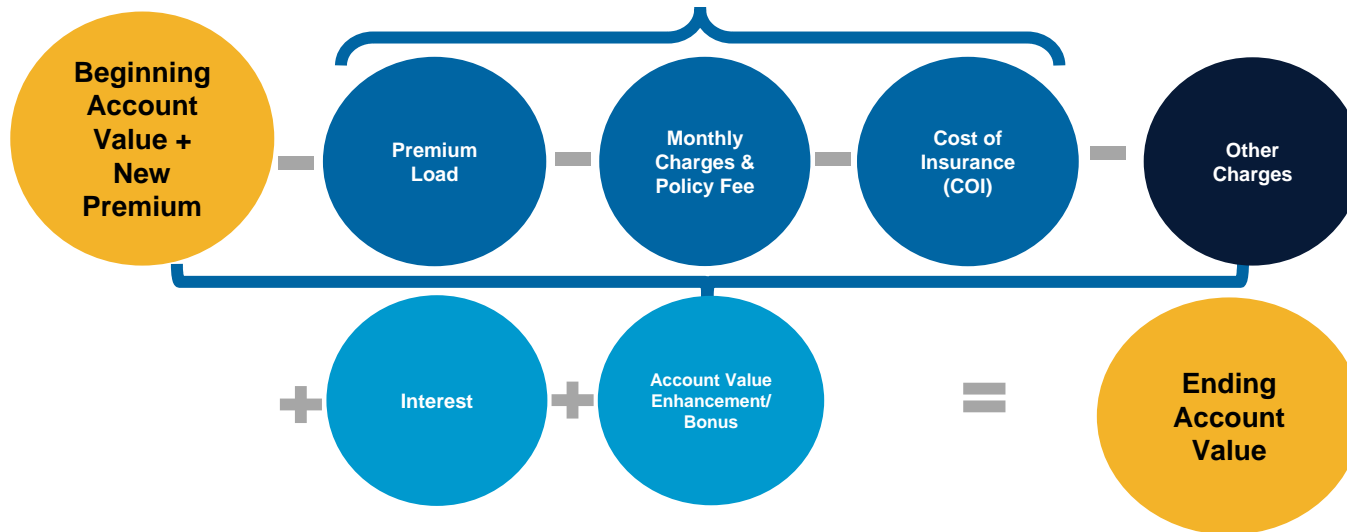 Beginning
Account
Value +
New
Premium
Premium
Load
Monthly
Charges &
Policy Fee
Cost of
Insurance
(COI)
Other
Charges
Interest
Account Value
Enhancement/
Bonus
Ending
Account
Value